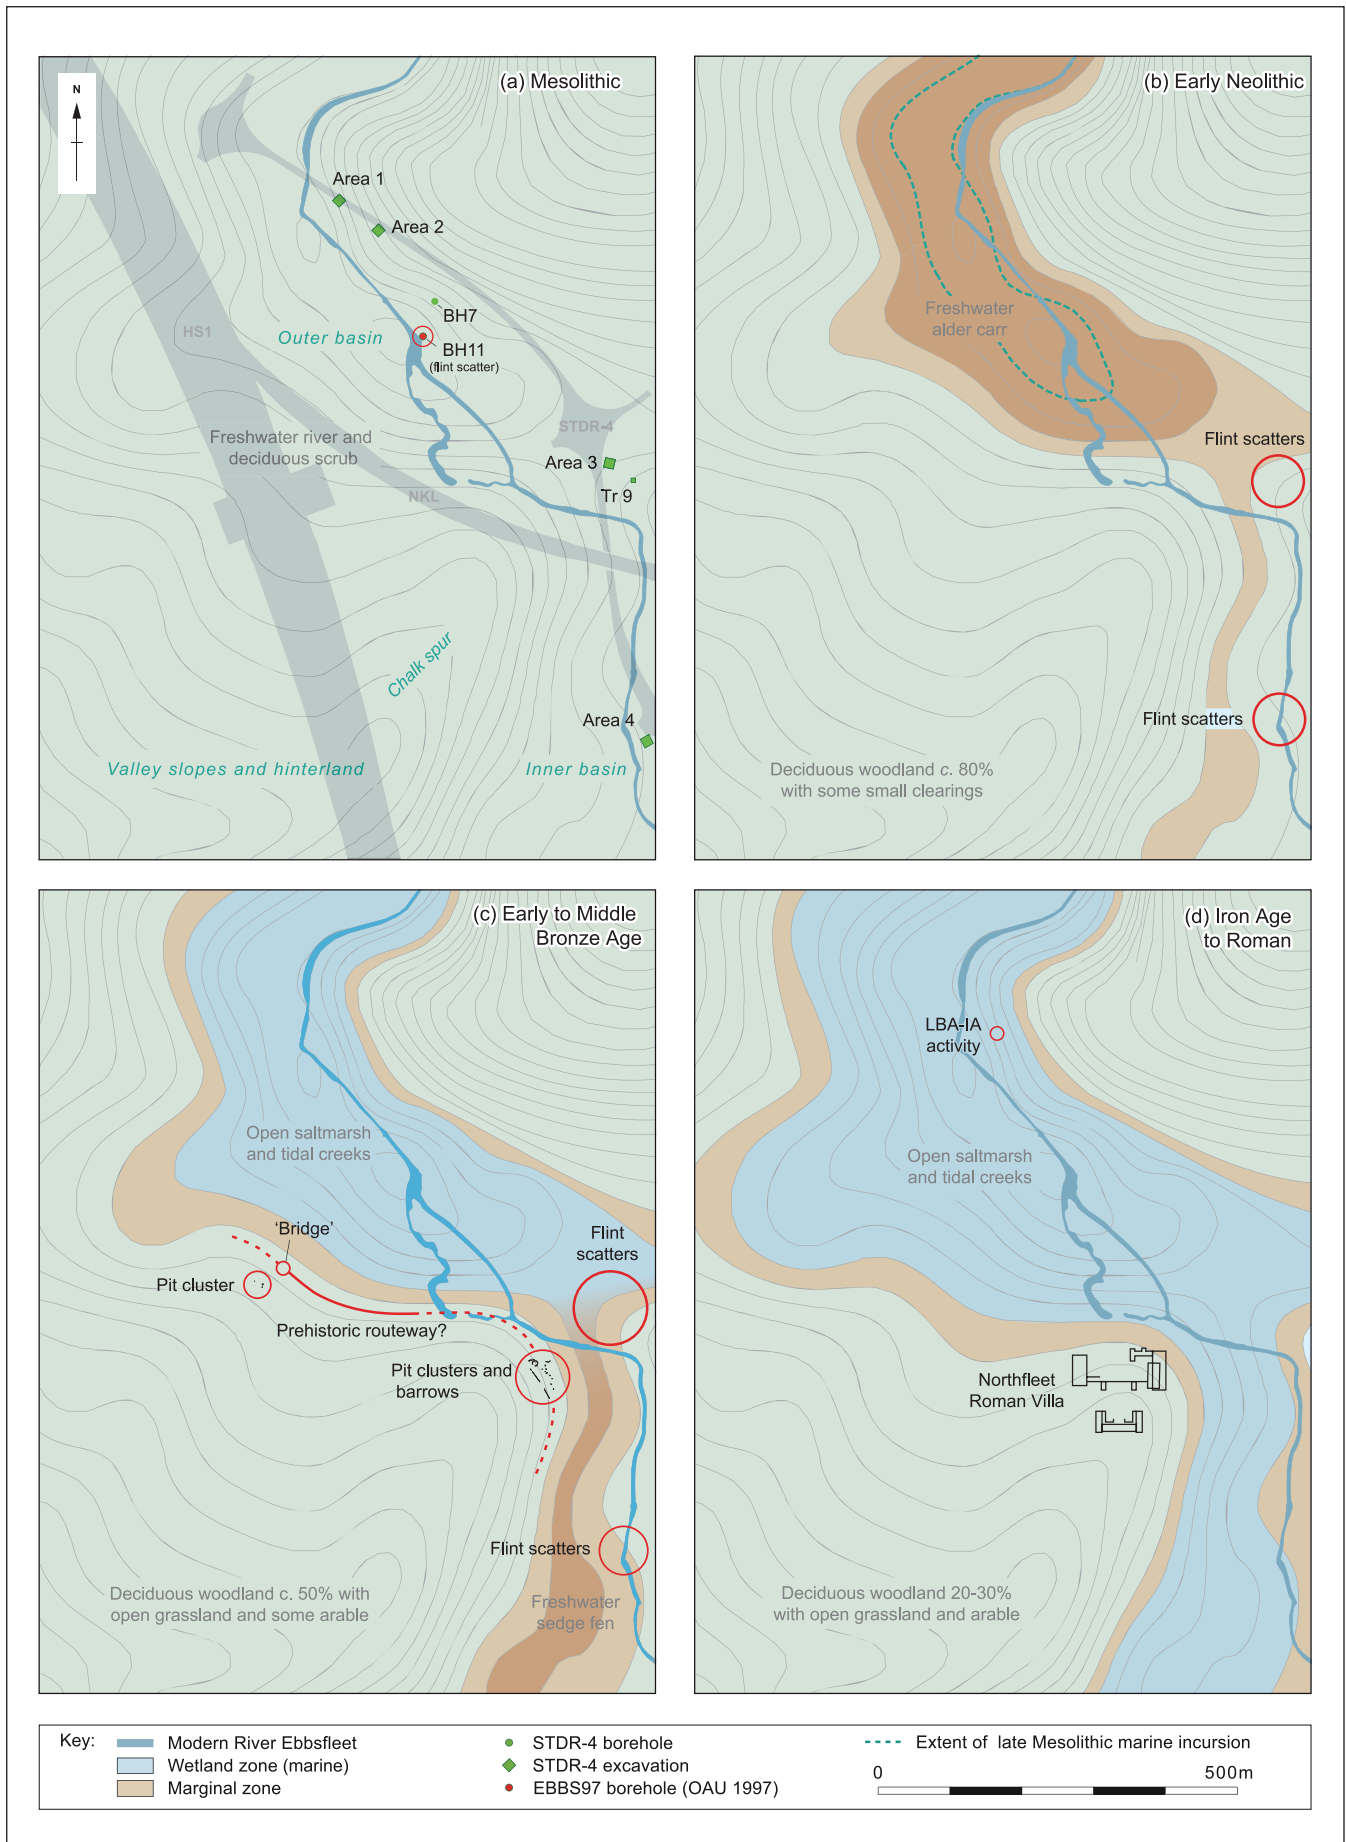 (a) Mesolithic
N
Area 1
Area 2
BH7
HS1
Outer basin
BH11
(flint scatter)
STDR-4
Freshwater river and
deciduous scrub
Area 3
NKL
Tr 9
Chalk spur
Area 4
Valley slopes and hinterland
Inner basin
(b) Early Neolithic
Freshwater
alder carr
Flint scatters
Flint scatters
Deciduous woodland c. 80%
with some small clearings
(c) Early to Middle
Bronze Age
Open saltmarsh
and tidal creeks
'Bridge'
Flint
scatters
Pit cluster
Prehistoric routeway?
Pit clusters and
barrows
Flint scatters
Deciduous woodland c. 50% with
open grassland and some arable
Freshwater
sedge fen
(d) Iron Age
to Roman
LBA-IA
activity
Open saltmarsh
and tidal creeks
Northfleet
Roman Villa
Deciduous woodland 20-30%
with open grassland and arable
Key:
Modern River Ebbsfleet
Wetland zone (marine)
Marginal zone
STDR-4 borehole
STDR-4 excavation
EBBS97 borehole (OAU 1997)
Extent of late Mesolithic marine incursion
0 500m